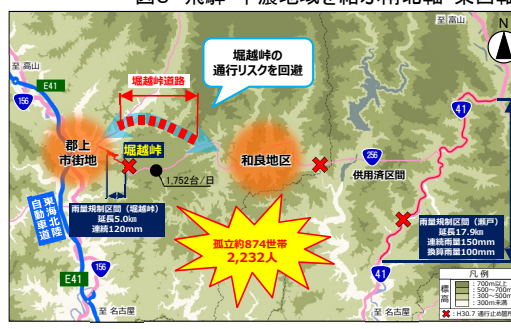 堀越峠の
通行リスクを回避
至 高山
N
至 高山
E41
156
堀越峠道路
41
郡上
市街地
堀越峠
和良地区
256
供用済区間
1,752台/日
東海北陸
自動車道
雨量規制区間（堀越峠）
延長5.0km
連続120mm
雨量規制区間（瀬戸）
延長17.9km
連続雨量150mm
換算雨量100mm
孤立約874世帯
2,232人
E41
156
41
至 名古屋
至 名古屋
凡 例
標高
：700m以上
：500～700m
：300～500m
：300m未満
：H30.7 通行止め箇所